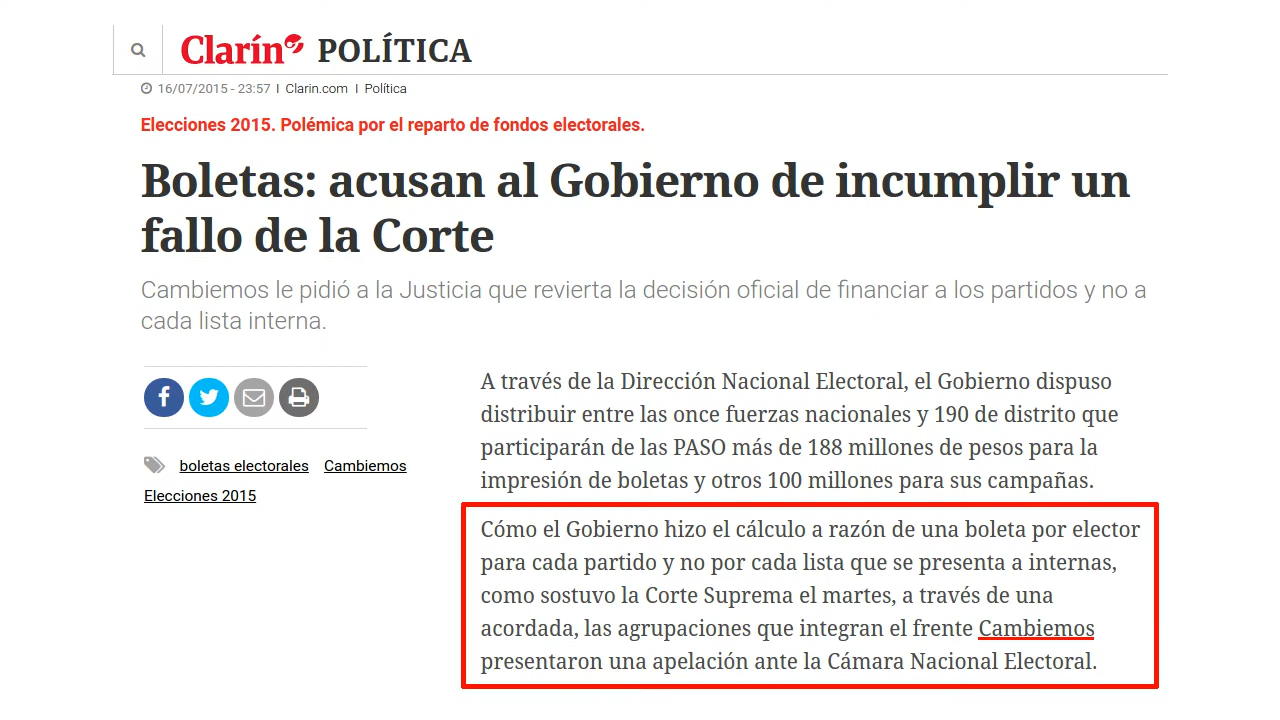 Clarín POLÍTICA
16/07/2015 - 23:57 I Clarin.com I Política
Elecciones 2015. Polémica por el reparto de fondos electorales.
Boletas: acusan al Gobierno de incumplir un
fallo de la Corte
Cambiemos le pidió a la Justicia que revierta la decisión oficial de financiar a los partidos y no a
cada lista interna.
boletas electorales Cambiemos
Elecciones 2015
A través de la Dirección Nacional Electoral, el Gobierno dispuso
distribuir entre las once fuerzas nacionales y 190 de distrito que
participarán de las PASO más de 188 millones de pesos para la
impresión de boletas y otros 100 millones para sus campañas.
Cómo el Gobierno hizo el cálculo a razón de una boleta por elector
para cada partido y no por cada lista que se presenta a internas,
como sostuvo la Corte Suprema el martes, a través de una
acordada, las agrupaciones que integran el frente Cambiemos
presentaron una apelación ante la Cámara Nacional Electoral.